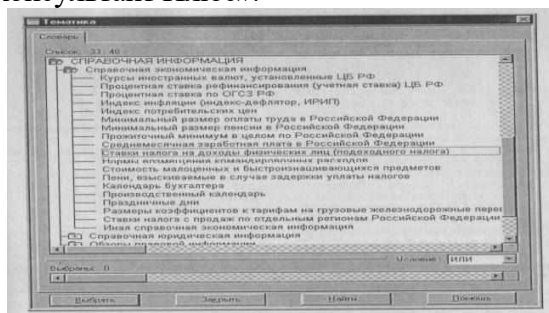 Тематика
Словарь
СПРАВОЧНАЯ ИНФОРМАЦИЯ
Справочная экономическая информация
Курсы иностранных валют, установленные ЦБ РФ
Процентная ставка рефинансирования (учетная ставка) ЦБ РФ
Процентная ставка по ОГСЗ РФ
Индекс инфляции (индекс-дефлятор, ИРИП)
Индекс потребительских цен
Минимальный размер оплаты труда в Российской Федерации
Минимальный размер пенсии в Российской Федерации
Прожиточный минимум в целом по Российской Федерации
Среднемесячная заработная плата в Российской Федерации
Ставки налога на доходы физических лиц (подоходного налога)
Нормы возмещения командировочных расходов
Стоимость малоценных и быстроизнашивающихся предметов
Пени, взыскиваемые в случае задержки уплаты налогов
Календарь бухгалтера
Производственный календарь
Праздничные дни
Размеры коэффициентов к тарифам на грузовые железнодорожные перев
Ставки налога с продаж по отдельным регионам Российской Федерации
Иная справочная экономическая информация
Справочная юридическая информация
Обзоры правовой информации
Условие: ИЛИ
Выбраны: 0
Выбрать Закрыть Найти Помощь